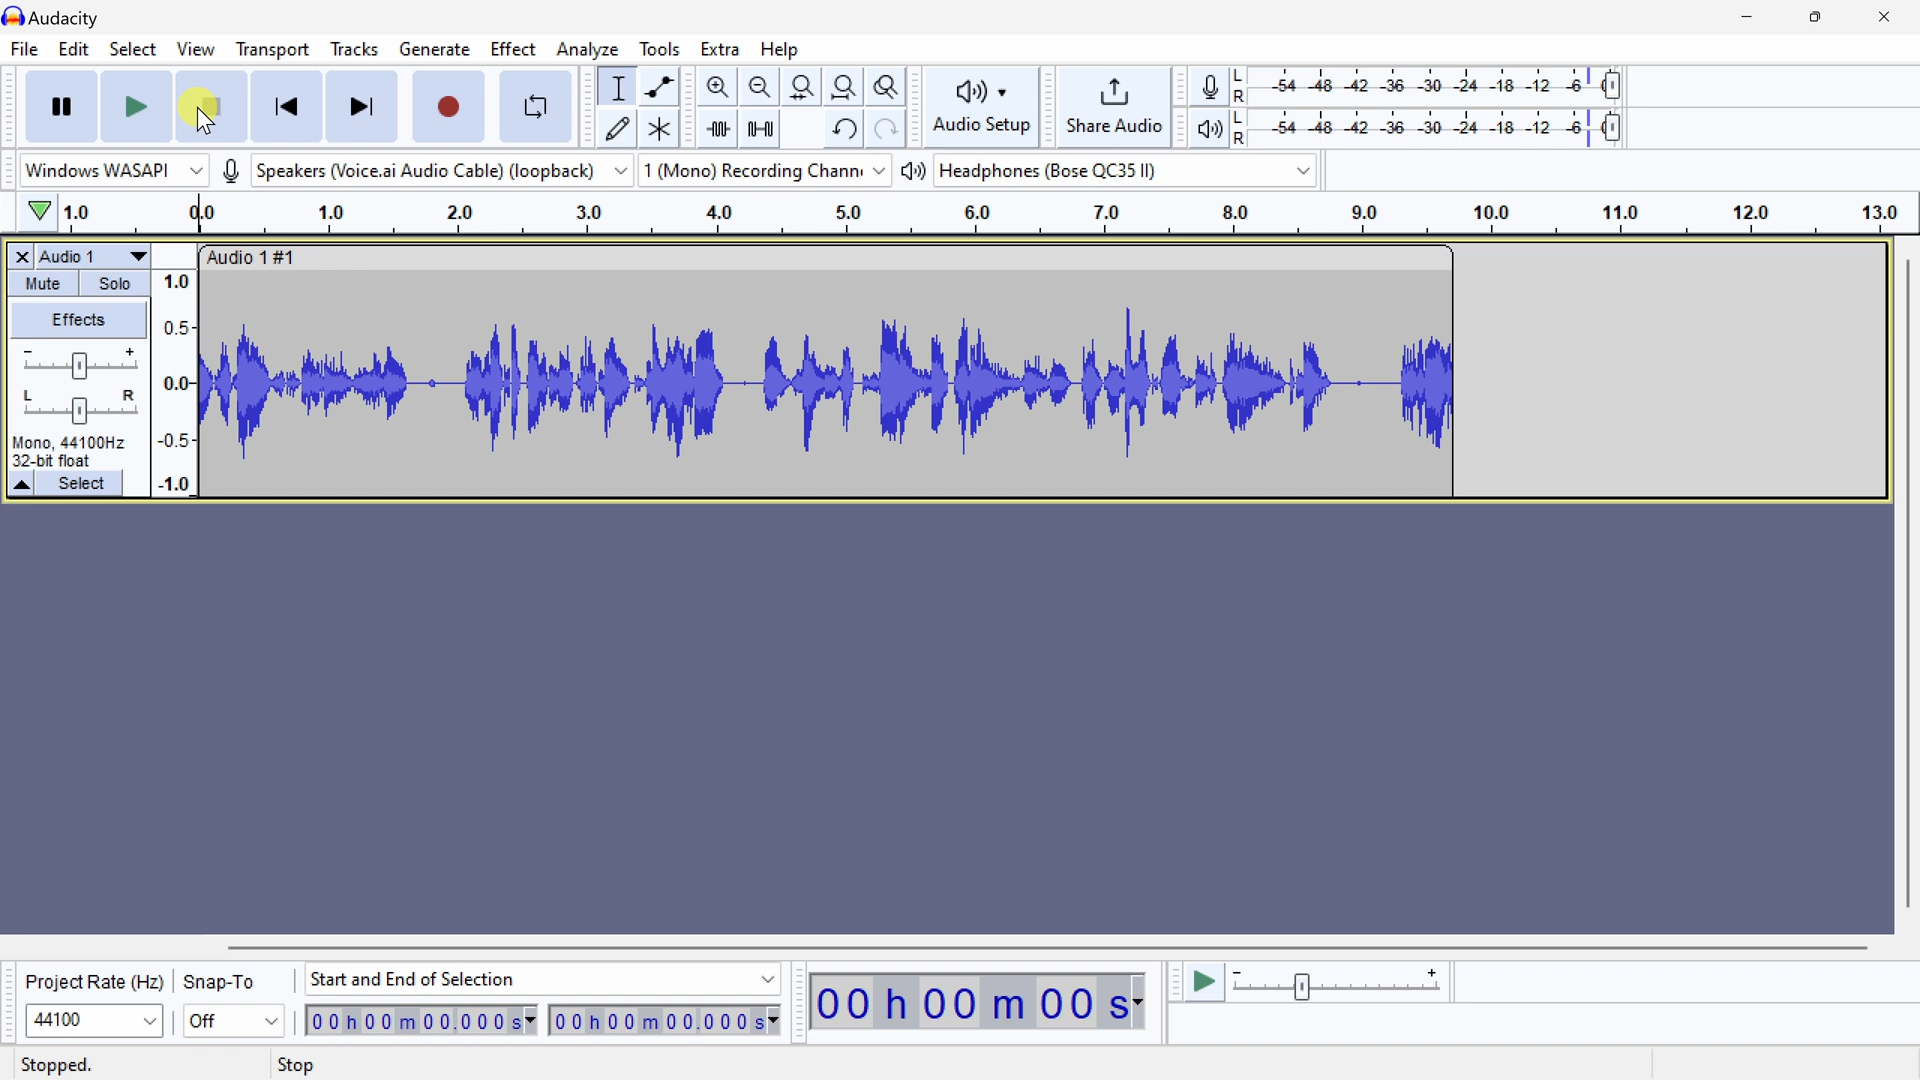 Audacity
File Edit Select View Transport Tracks Generate Effect Analyze Tools Extra Help
Audio Setup
Share Audio
L
R
-54 -48 -42 -36 -30 -24 -18 -12 -6 0
L
R
-54 -48 -42 -36 -30 -24 -18 -12 -6 0
Windows WASAPI
Speakers (Voice.ai Audio Cable) (loopback)
1 (Mono) Recording Chann
Headphones (Bose QC35 II)
1.0 0.0 1.0 2.0 3.0 4.0 5.0 6.0 7.0 8.0 9.0 10.0 11.0 12.0 13.0
Audio 1
Audio 1 #1
Mute Solo
Effects
- +
L R
Mono, 44100Hz
32-bit float
Select
1.0
0.5
0.0
-0.5
-1.0
Project Rate (Hz)
Snap-To
Start and End of Selection
44100
Off
00 h 00 m 00.000 s
00 h 00 m 00.000 s
00 h 00 m 00 s
- +
Stopped.
Stop